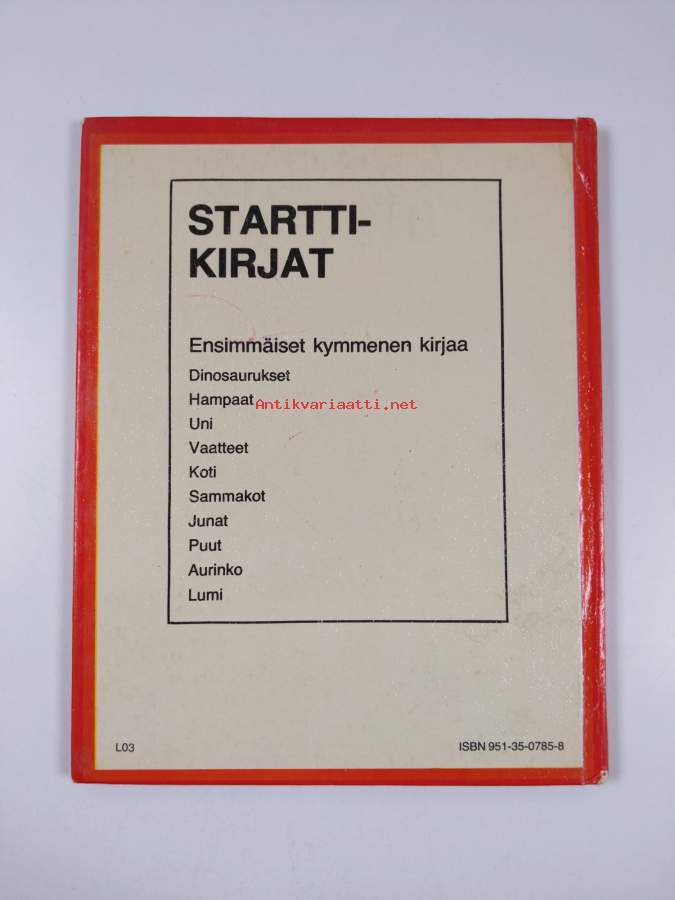 STARTTI-
KIRJAT
Ensimmäiset kymmenen kirjaa
Dinosaurukset
Hampaat
Antikvariaatti.net
Uni
Vaatteet
Koti
Sammakot
Junat
Puut
Aurinko
Lumi
L03
ISBN 951-35-0785-8